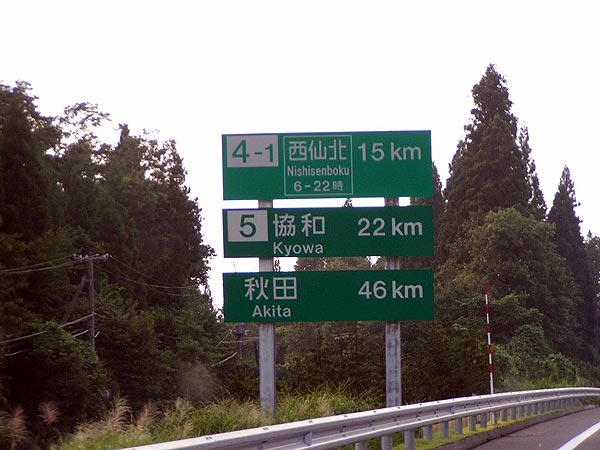 4-1 西仙北 15 km
Nishisenboku
6-22時
5 協和 22 km
Kyowa
秋田 46 km
Akita